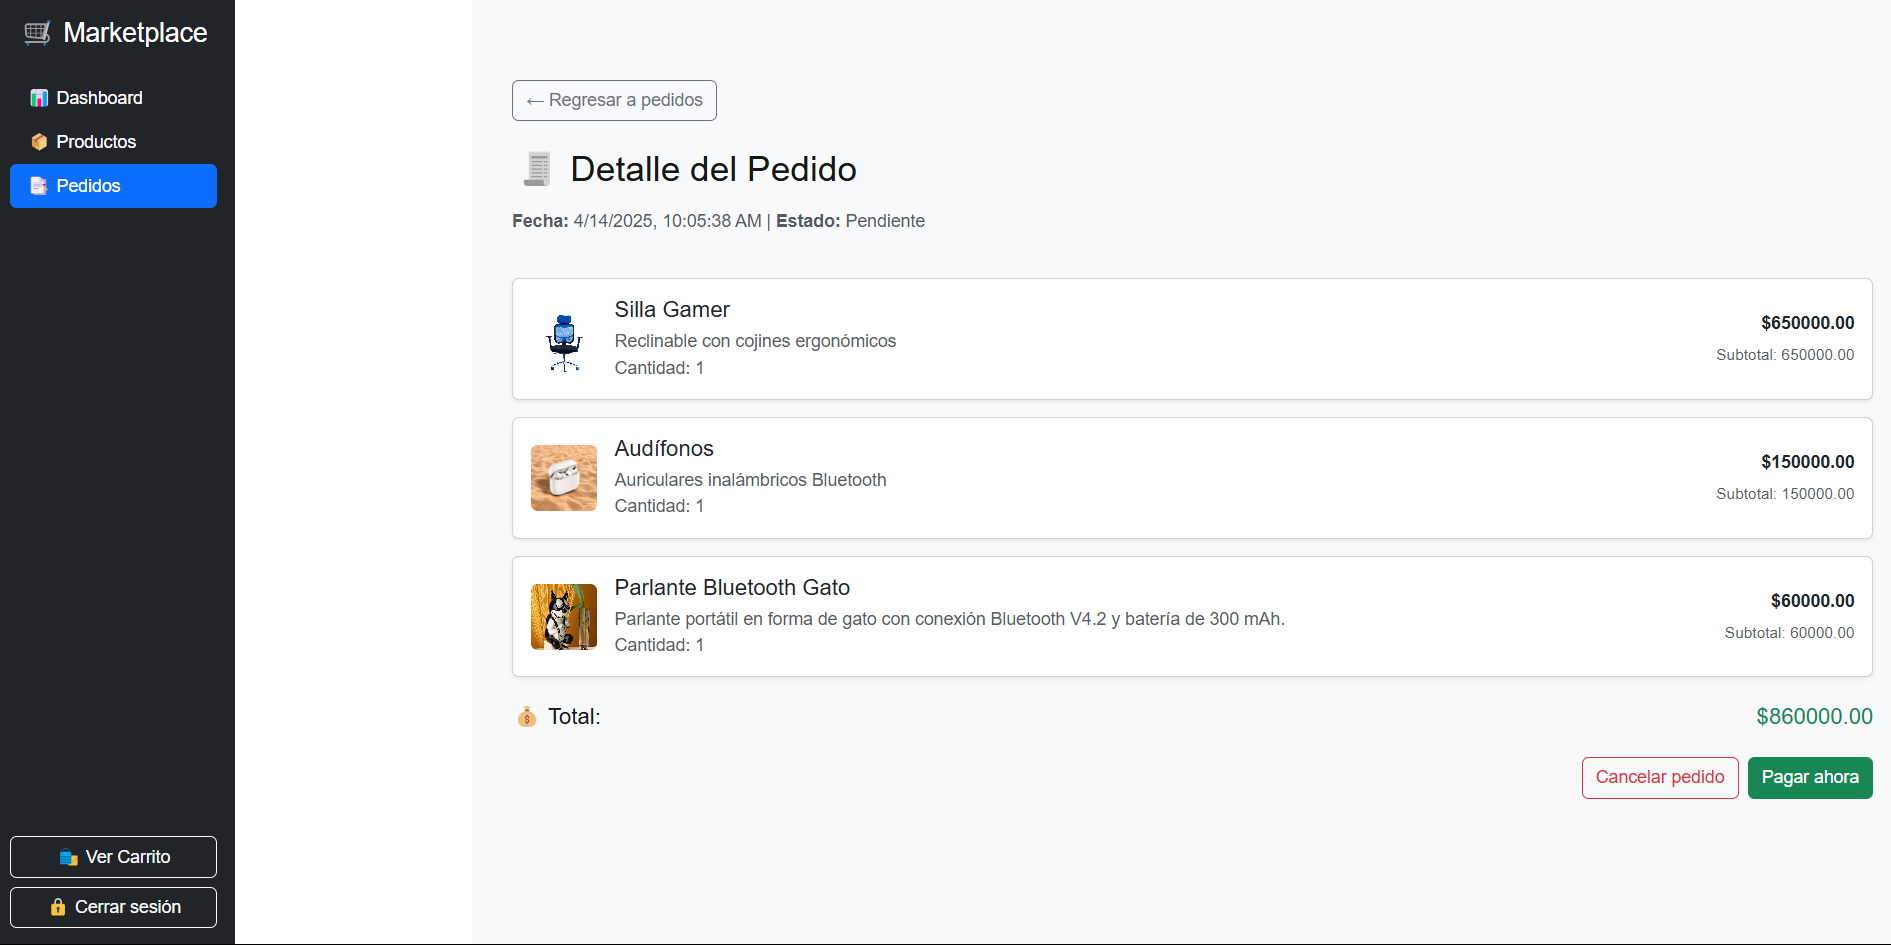 Marketplace
Dashboard
Productos
Pedidos
Ver Carrito
Cerrar sesión
← Regresar a pedidos
Detalle del Pedido
Fecha: 4/14/2025, 10:05:38 AM | Estado: Pendiente
Silla Gamer
Reclinable con cojines ergonómicos
Cantidad: 1
$650000.00
Subtotal: 650000.00
Audífonos
Auriculares inalámbricos Bluetooth
Cantidad: 1
$150000.00
Subtotal: 150000.00
Parlante Bluetooth Gato
Parlante portátil en forma de gato con conexión Bluetooth V4.2 y batería de 300 mAh.
Cantidad: 1
$60000.00
Subtotal: 60000.00
Total:
$860000.00
Cancelar pedido
Pagar ahora